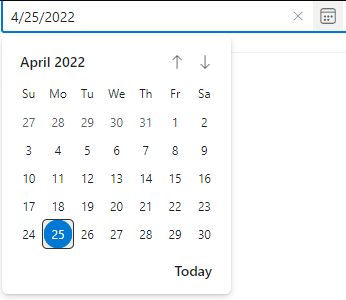 4/25/2022
April 2022
Su Mo Tu We Th Fr Sa
27 28 29 30 31 1 2
3 4 5 6 7 8 9
10 11 12 13 14 15 16
17 18 19 20 21 22 23
24 25 26 27 28 29 30
Today